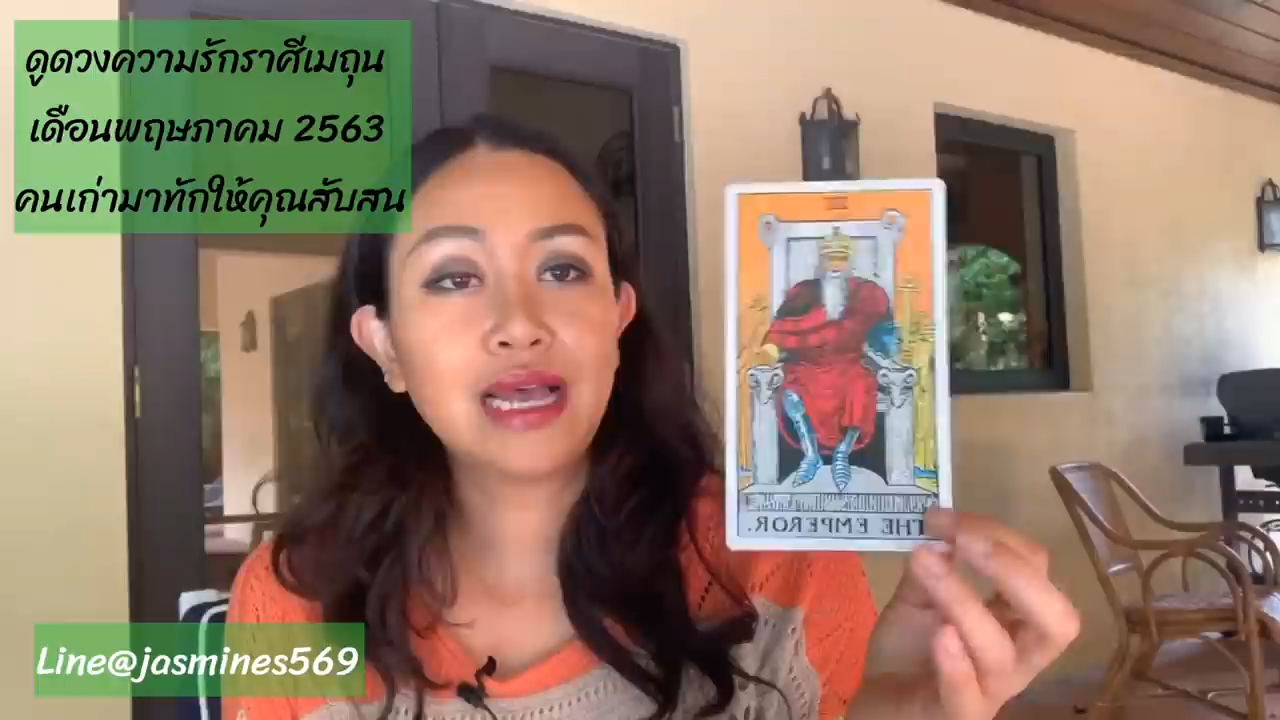 ดูดวงความรักราศีเมถุน
เดือนพฤษภาคม 2563
คนเก่ามาทักให้คุณสับสน
IV
THE EMPEROR.
Line@jasmines569